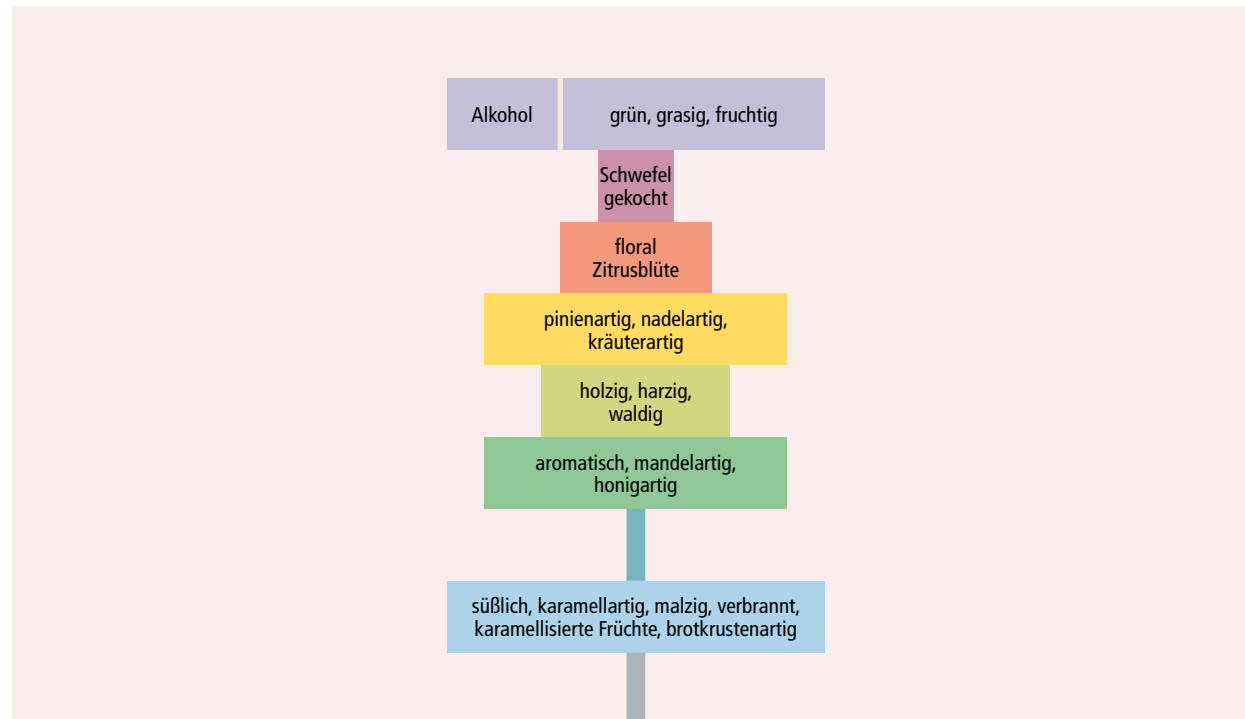 Alkohol
grün, grasig, fruchtig
Schwefel
gekocht
floral
Zitrusblüte
pinienartig, nadelartig,
kräuterartig
holzig, harzig,
waldig
aromatisch, mandelartig,
honigartig
süßlich, karamellartig, malzig, verbrannt,
karamellisierte Früchte, brotkrustenartig